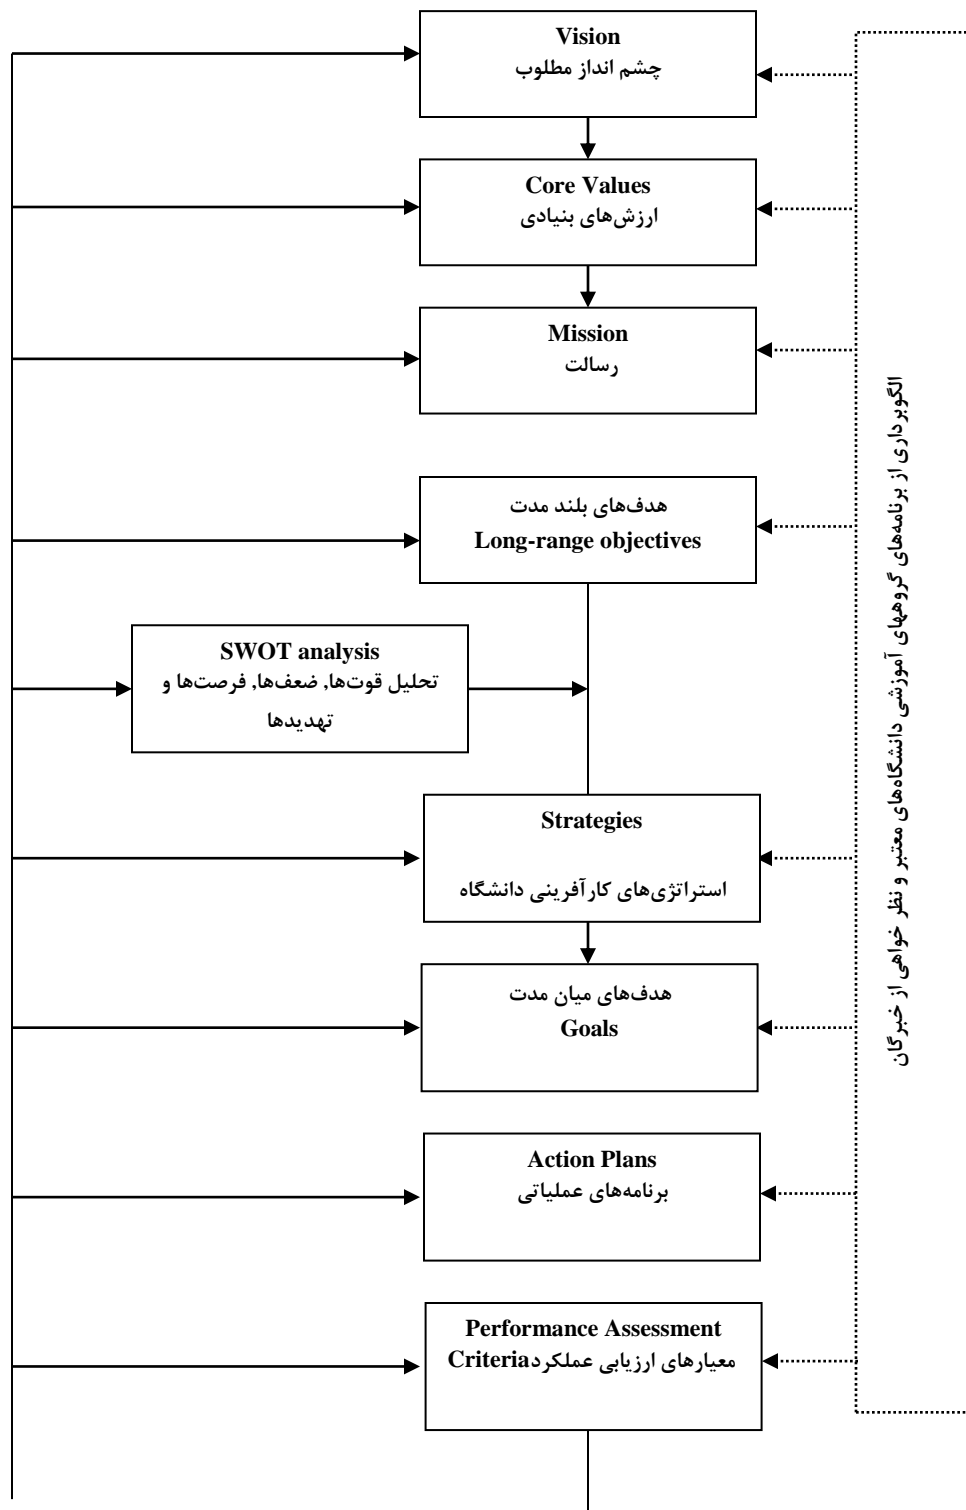 Vision
چشم انداز مطلوب
Core Values
ارزش‌های بنیادی
Mission
رسالت
هدف‌های بلند مدت
Long-range objectives
SWOT analysis
تحلیل قوت‌ها, ضعف‌ها, فرصت‌ها و
تهدیدها
Strategies
استراتژی‌های کارآفرینی دانشگاه
هدف‌های میان مدت
Goals
Action Plans
برنامه‌های عملیاتی
Performance Assessment
Criteria معیارهای ارزیابی عملکرد
الگوبرداری از برنامه‌های گروههای آموزشی دانشگاه‌های معتبر و نظر خواهی از خبرگان